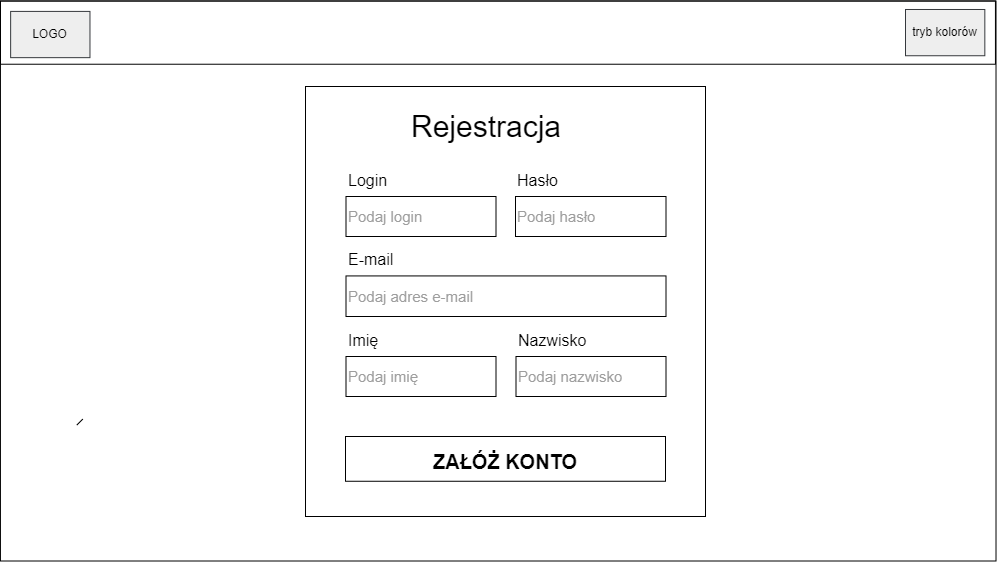 LOGO
tryb kolorów
Rejestracja
Login
Hasło
Podaj login
Podaj hasło
E-mail
Podaj adres e-mail
Imię
Nazwisko
Podaj imię
Podaj nazwisko
ZAŁÓŻ KONTO